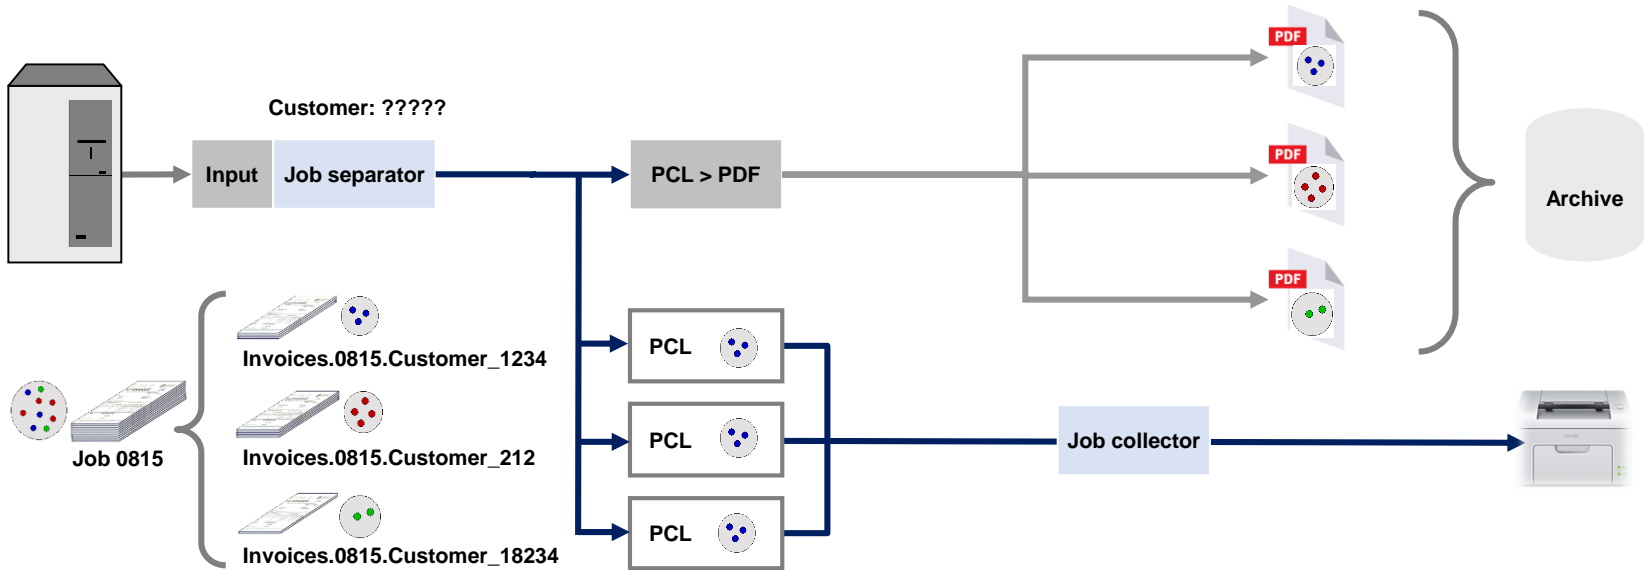 PDF
Customer: ?????
Input
Job separator
PCL > PDF
PDF
Archive
PDF
Invoices.0815.Customer_1234
PCL
Job 0815
Invoices.0815.Customer_212
PCL
Job collector
Invoices.0815.Customer_18234
PCL